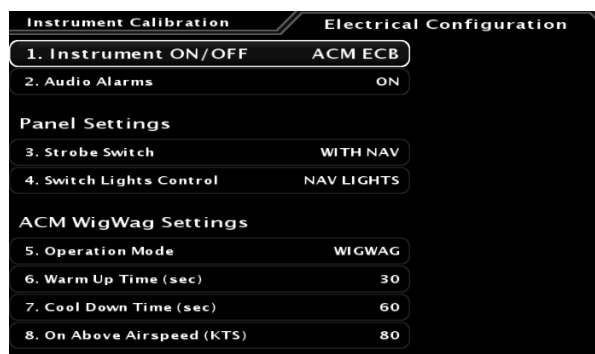 Instrument Calibration Electrical Configuration
1. Instrument ON/OFF ACM ECB
2. Audio Alarms ON
Panel Settings
3. Strobe Switch WITH NAV
4. Switch Lights Control NAV LIGHTS
ACM WigWag Settings
5. Operation Mode WIGWAG
6. Warm Up Time (sec) 30
7. Cool Down Time (sec) 60
8. On Above Airspeed (KTS) 80